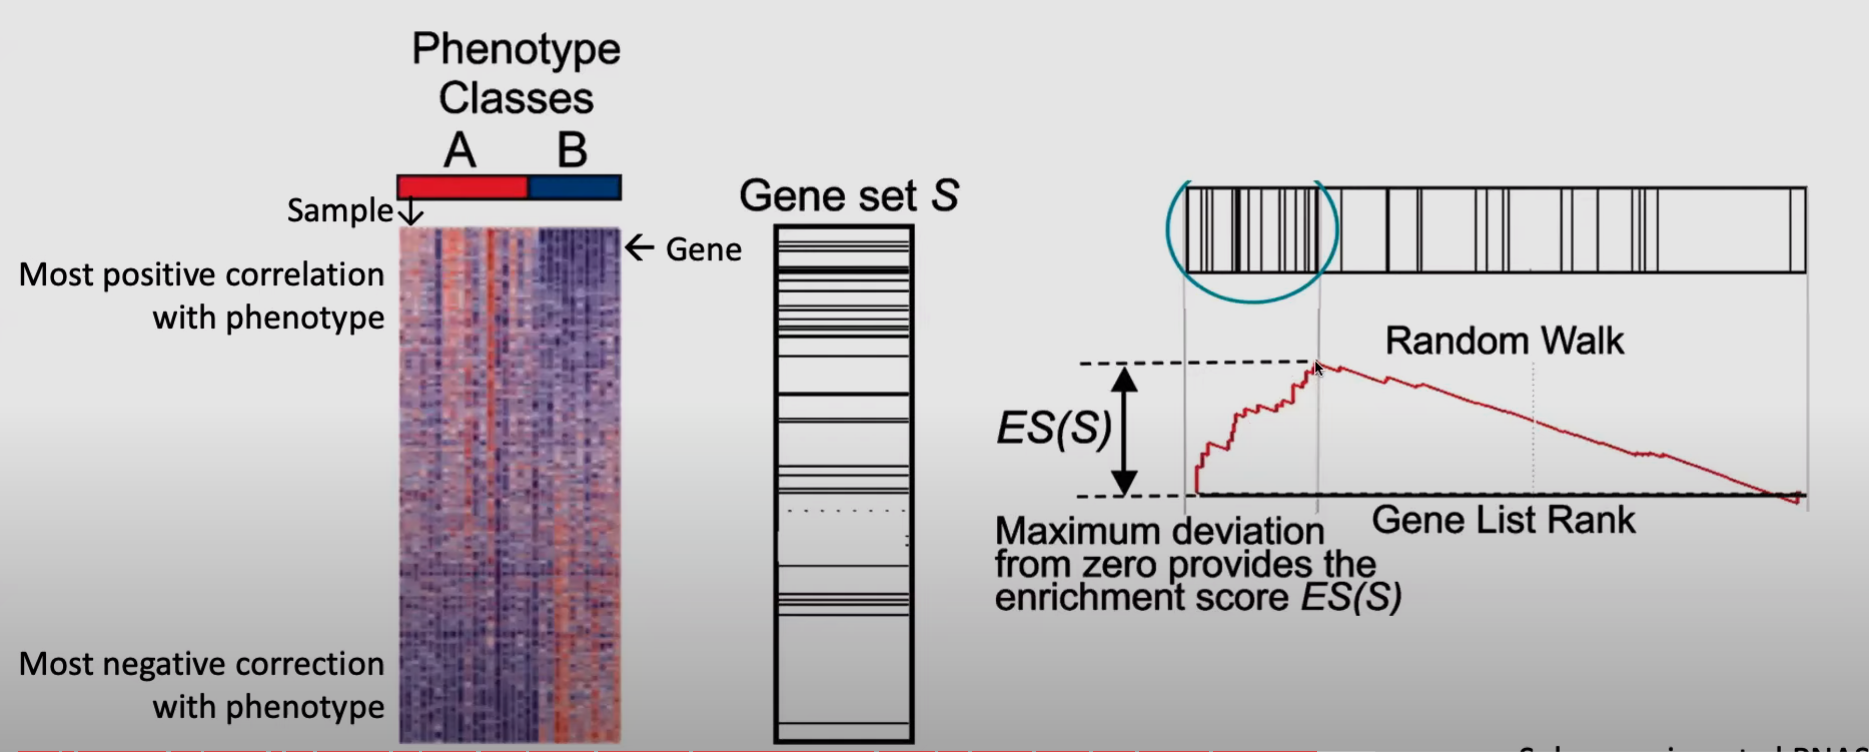 Phenotype
Classes
A B
Sample
Gene
Most positive correlation
with phenotype
Most negative correction
with phenotype
Gene set S
Random Walk
ES(S)
Gene List Rank
Maximum deviation
from zero provides the
enrichment score ES(S)